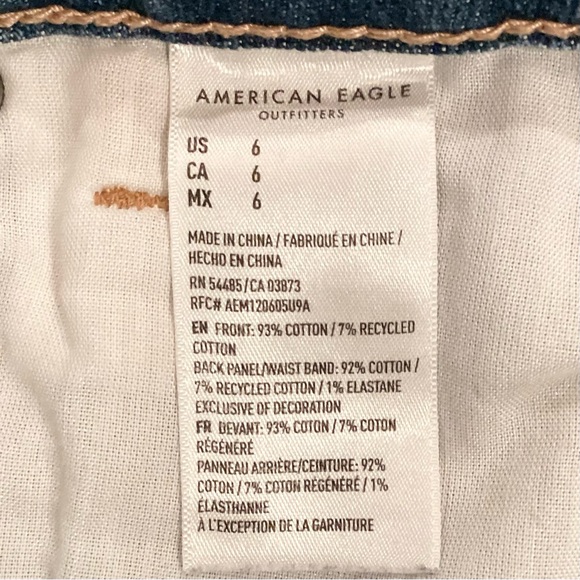 AMERICAN EAGLE
OUTFITTERS
US 6
CA 6
MX 6
MADE IN CHINA / FABRIQUÉ EN CHINE /
HECHO EN CHINA
RN 54485/CA 03873
RFC# AEM120605U9A
EN FRONT: 93% COTTON / 7% RECYCLED
COTTON
BACK PANEL/WAIST BAND: 92% COTTON /
7% RECYCLED COTTON / 1% ELASTANE
EXCLUSIVE OF DECORATION
FR DEVANT: 93% COTON / 7% COTON
RÉGÉNÉRÉ
PANNEAU ARRIÈRE/CEINTURE: 92%
COTON / 7% COTON RÉGÉNÉRÉ / 1%
ÉLASTHANNE
À L'EXCEPTION DE LA GARNITURE